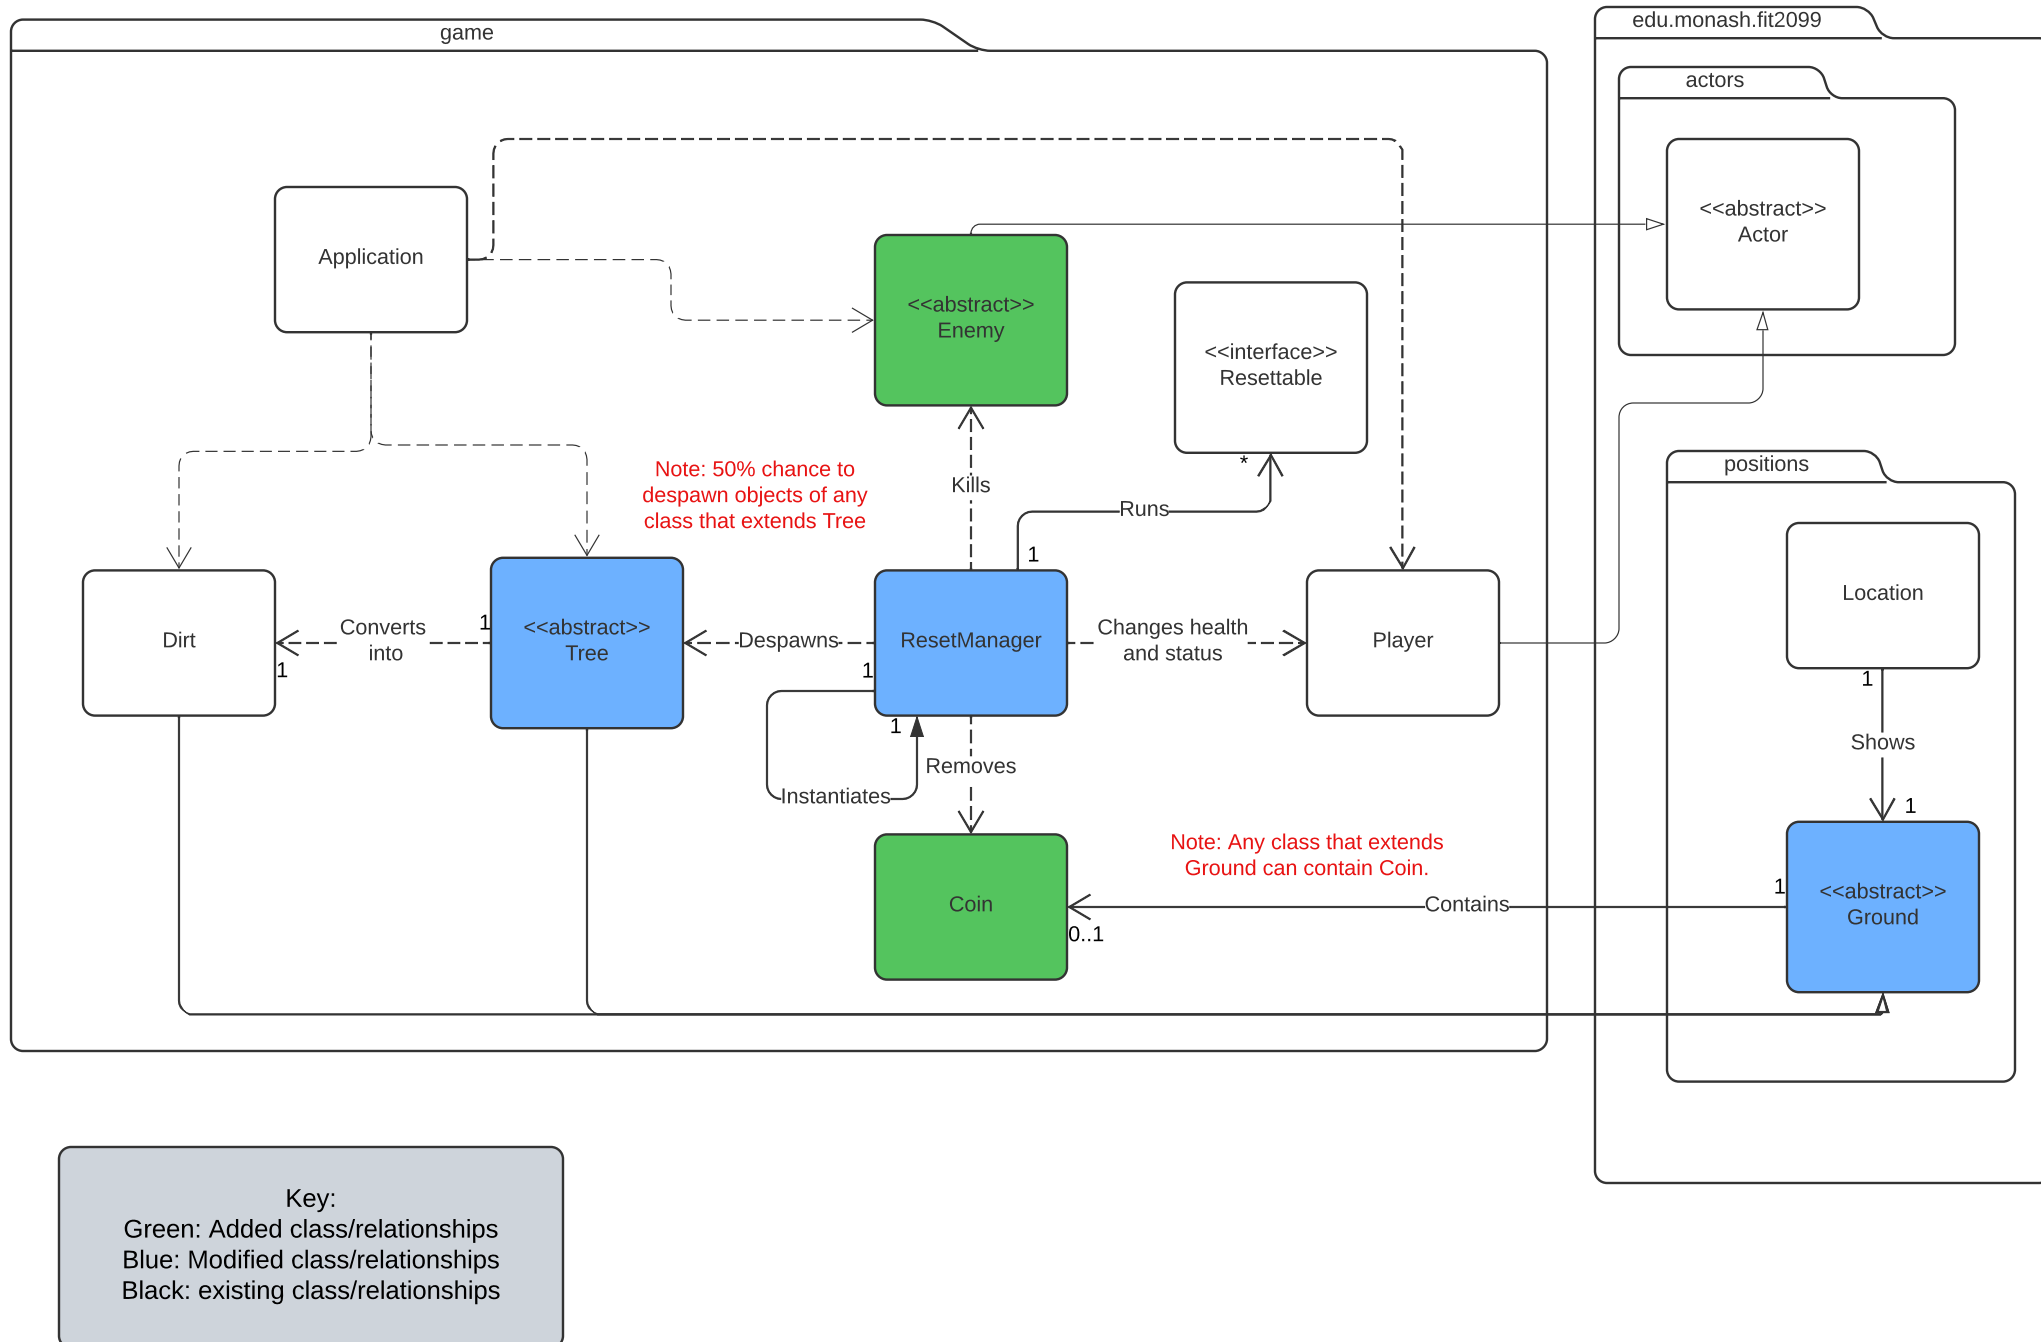 game
edu.monash.fit2099
actors
<<abstract>>
Actor
Application
<<abstract>>
Enemy
<<interface>>
Resettable
*
Note: 50% chance to
despawn objects of any
class that extends Tree
Kills
Runs
1
positions
Location
1
Shows
1
Dirt
1
Converts
into
1
<<abstract>>
Tree
Despawns
ResetManager
1
1
Instantiates
Changes health
and status
Player
Removes
Coin
0..1
Note: Any class that extends
Ground can contain Coin.
Contains
1
<<abstract>>
Ground
Key:
Green: Added class/relationships
Blue: Modified class/relationships
Black: existing class/relationships